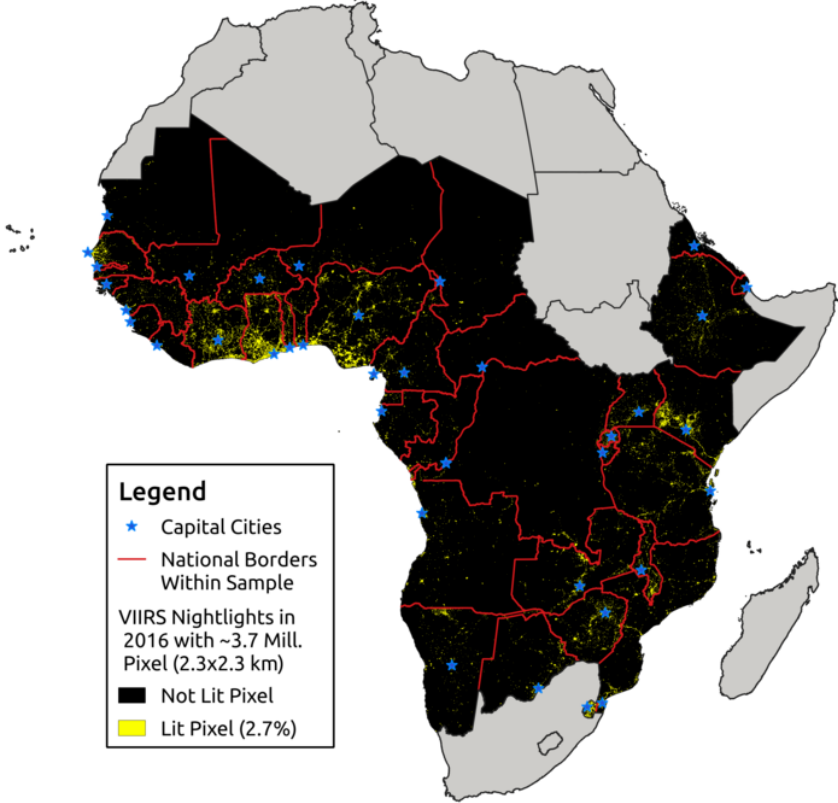 Legend
Capital Cities
National Borders
Within Sample
VIIRS Nightlights in
2016 with ~3.7 Mill.
Pixel (2.3x2.3 km)
Not Lit Pixel
Lit Pixel (2.7%)